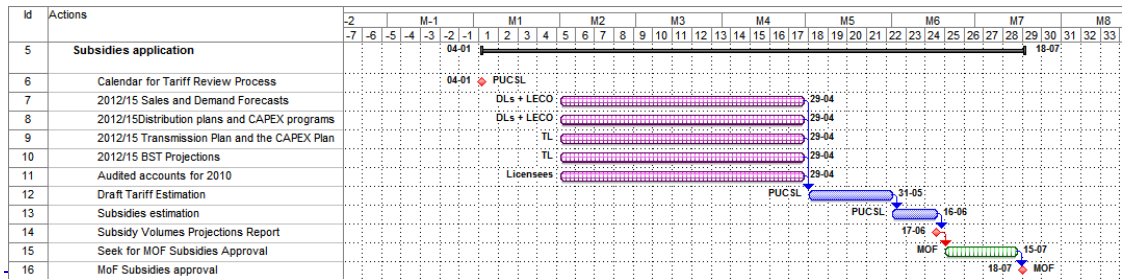 Id Actions
-2 M-1 M1 M2 M3 M4 M5 M6 M7 M8
-7 -6 -5 -4 -3 -2 -1 1 2 3 4 5 6 7 8 9 10 11 12 13 14 15 16 17 18 19 20 21 22 23 24 25 26 27 28 29 30 31 32 33
5 Subsidies application 04-01 18-07
6 Calendar for Tariff Review Process 04-01 PUCSL
7 2012/15 Sales and Demand Forecasts DLs + LECO 29-04
8 2012/15Distribution plans and CAPEX programs DLs + LECO 29-04
9 2012/15 Transmission Plan and the CAPEX Plan TL 29-04
10 2012/15 BST Projections TL 29-04
11 Audited accounts for 2010 Licensees 29-04
12 Draft Tariff Estimation PUCSL 31-05
13 Subsidies estimation PUCSL 16-06
14 Subsidy Volumes Projections Report 17-06
15 Seek for MOF Subsidies Approval MOF 15-07
16 MoF Subsidies approval 18-07 MOF